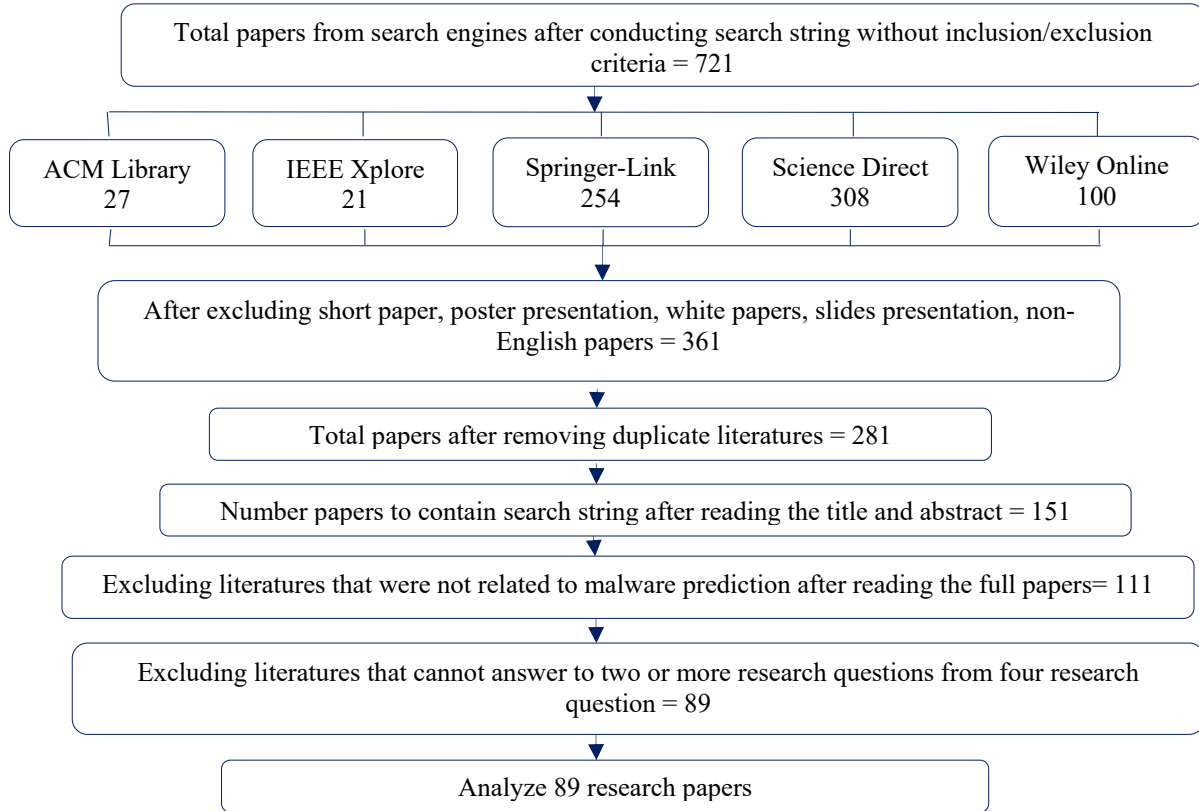 Total papers from search engines after conducting search string without inclusion/exclusion
criteria = 721
ACM Library
27
IEEE Xplore
21
Springer-Link
254
Science Direct
308
Wiley Online
100
After excluding short paper, poster presentation, white papers, slides presentation, non-
English papers = 361
Total papers after removing duplicate literatures = 281
Number papers to contain search string after reading the title and abstract = 151
Excluding literatures that were not related to malware prediction after reading the full papers= 111
Excluding literatures that cannot answer to two or more research questions from four research
question = 89
Analyze 89 research papers